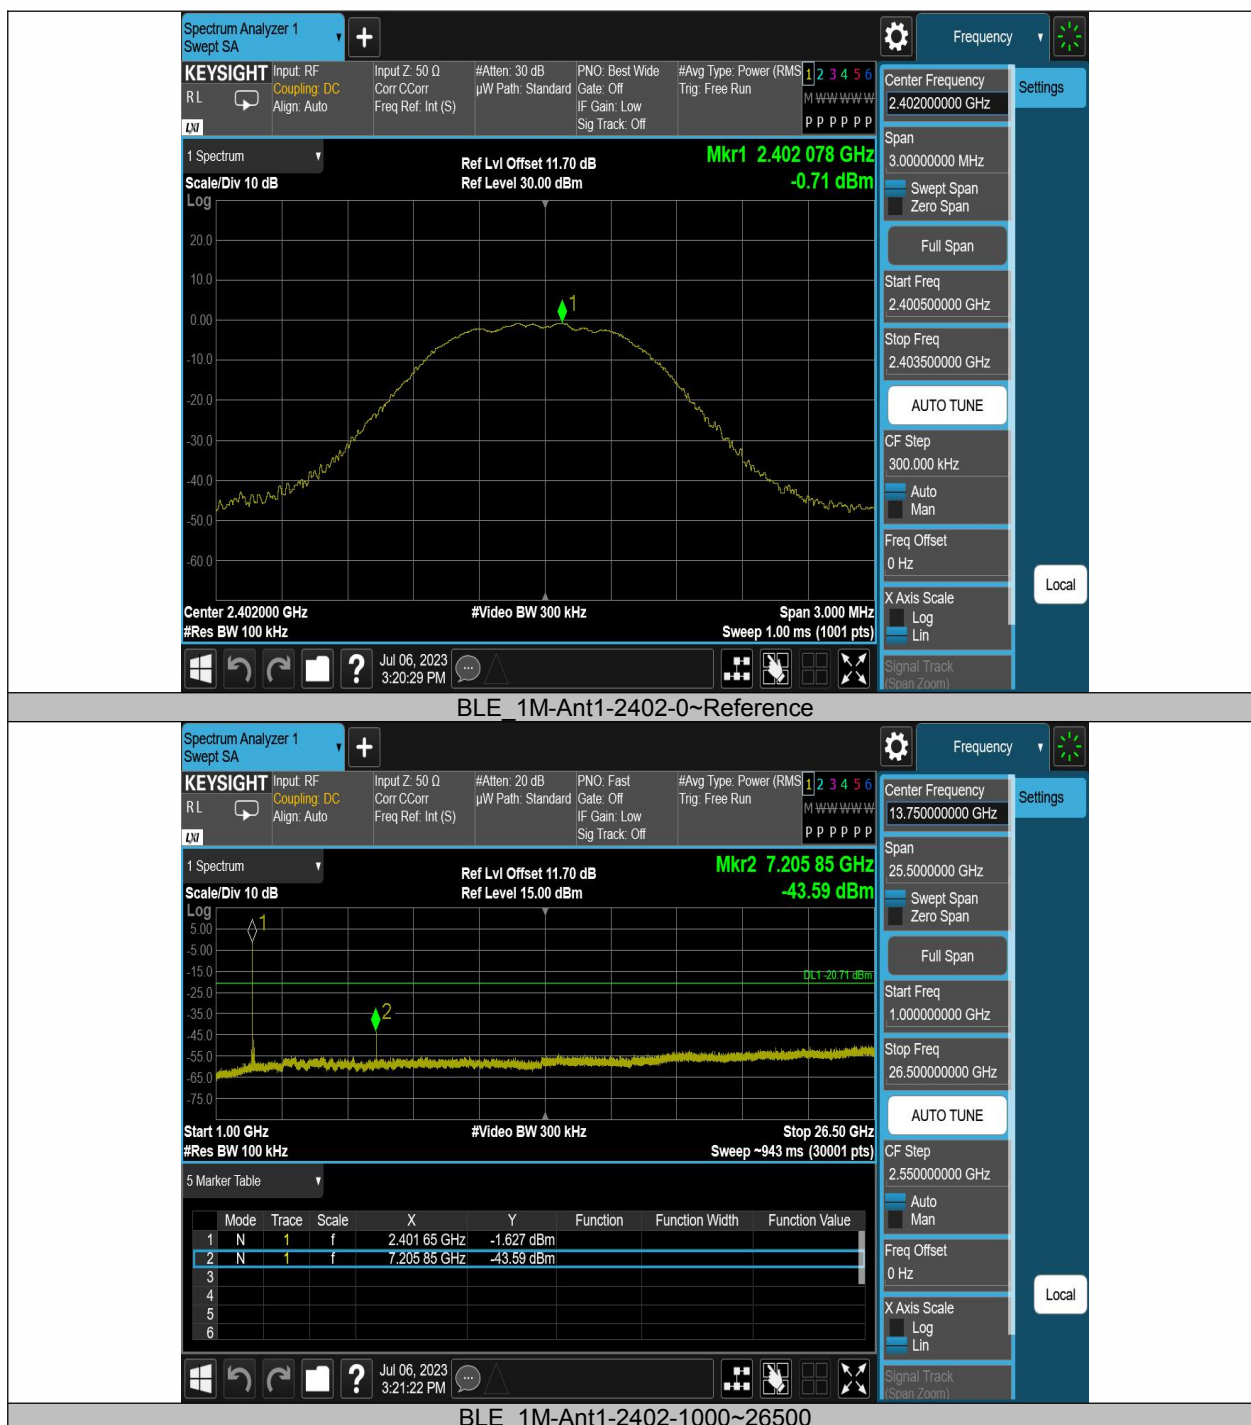 Spectrum Analyzer 1
Swept SA
Frequency
KEYSIGHT
RL
LXI
Input: RF
Coupling: DC
Align: Auto
Input Z: 50 Ω
Corr CCorr
Freq Ref: Int (S)
#Atten: 30 dB
µW Path: Standard
PNO: Best Wide
Gate: Off
IF Gain: Low
Sig Track: Off
#Avg Type: Power (RMS
Trig: Free Run
1 2 3 4 5 6
M W W W W W
P P P P P P
Center Frequency
2.402000000 GHz
Settings
Span
3.00000000 MHz
Swept Span
Zero Span
Full Span
Start Freq
2.400500000 GHz
Stop Freq
2.403500000 GHz
AUTO TUNE
CF Step
300.000 kHz
Auto
Man
Freq Offset
0 Hz
X Axis Scale
Log
Lin
Signal Track
(Span Zoom)
Local
1 Spectrum
Scale/Div 10 dB
Log
Ref Lvl Offset 11.70 dB
Ref Level 30.00 dBm
Mkr1 2.402 078 GHz
-0.71 dBm
20.0
10.0
0.00
-10.0
-20.0
-30.0
-40.0
-50.0
-60.0
1
Center 2.402000 GHz
#Res BW 100 kHz
#Video BW 300 kHz
Span 3.000 MHz
Sweep 1.00 ms (1001 pts)
Jul 06, 2023
3:20:29 PM
BLE_1M-Ant1-2402-0~Reference
Spectrum Analyzer 1
Swept SA
Frequency
KEYSIGHT
RL
LXI
Input: RF
Coupling: DC
Align: Auto
Input Z: 50 Ω
Corr CCorr
Freq Ref: Int (S)
#Atten: 20 dB
µW Path: Standard
PNO: Fast
Gate: Off
IF Gain: Low
Sig Track: Off
#Avg Type: Power (RMS
Trig: Free Run
1 2 3 4 5 6
M W W W W W
P P P P P P
Center Frequency
13.750000000 GHz
Settings
Span
25.5000000 GHz
Swept Span
Zero Span
Full Span
Start Freq
1.000000000 GHz
Stop Freq
26.500000000 GHz
AUTO TUNE
CF Step
2.550000000 GHz
Auto
Man
Freq Offset
0 Hz
X Axis Scale
Log
Lin
Signal Track
(Span Zoom)
Local
1 Spectrum
Scale/Div 10 dB
Log
Ref Lvl Offset 11.70 dB
Ref Level 15.00 dBm
Mkr2 7.205 85 GHz
-43.59 dBm
5.00
-5.00
-15.0
-25.0
-35.0
-45.0
-55.0
-65.0
-75.0
1
2
DL1 -20.71 dBm
Start 1.00 GHz
#Res BW 100 kHz
#Video BW 300 kHz
Stop 26.50 GHz
Sweep ~943 ms (30001 pts)
5 Marker Table
Mode Trace Scale X Y Function Function Width Function Value
1 N 1 f 2.401 65 GHz -1.627 dBm
2 N 1 f 7.205 85 GHz -43.59 dBm
3
4
5
6
Jul 06, 2023
3:21:22 PM
BLE_1M-Ant1-2402-1000~26500